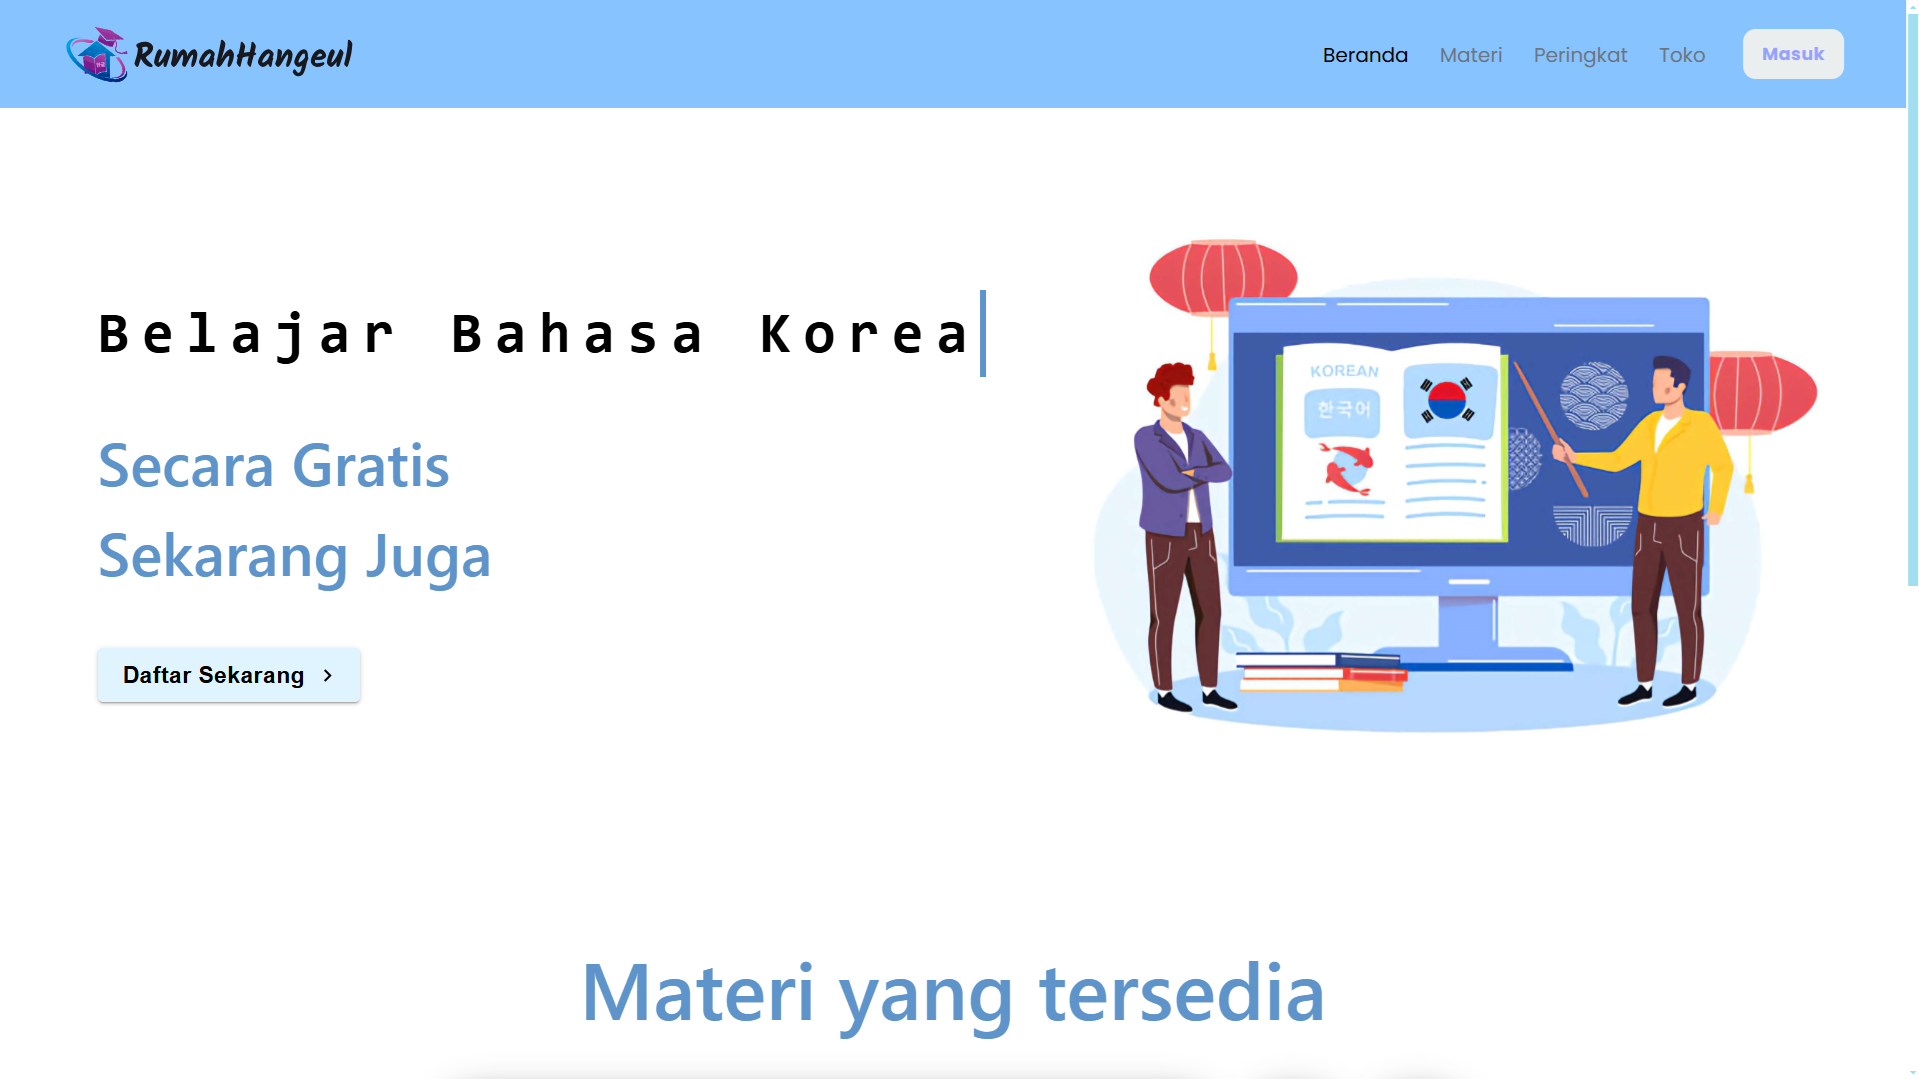 RumahHangeul
Beranda Materi Peringkat Toko Masuk
Belajar Bahasa Korea
Secara Gratis
Sekarang Juga
Daftar Sekarang
KOREAN
한국어
Materi yang tersedia